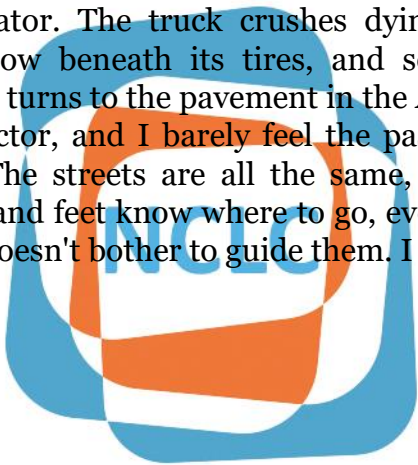 ator. The truck crushes dyin
ow beneath its tires, and s
turns to the pavement in the
ctor, and I barely feel the pa
The streets are all the same,
and feet know where to go, ev
oesn't bother to guide them. I
NCLC